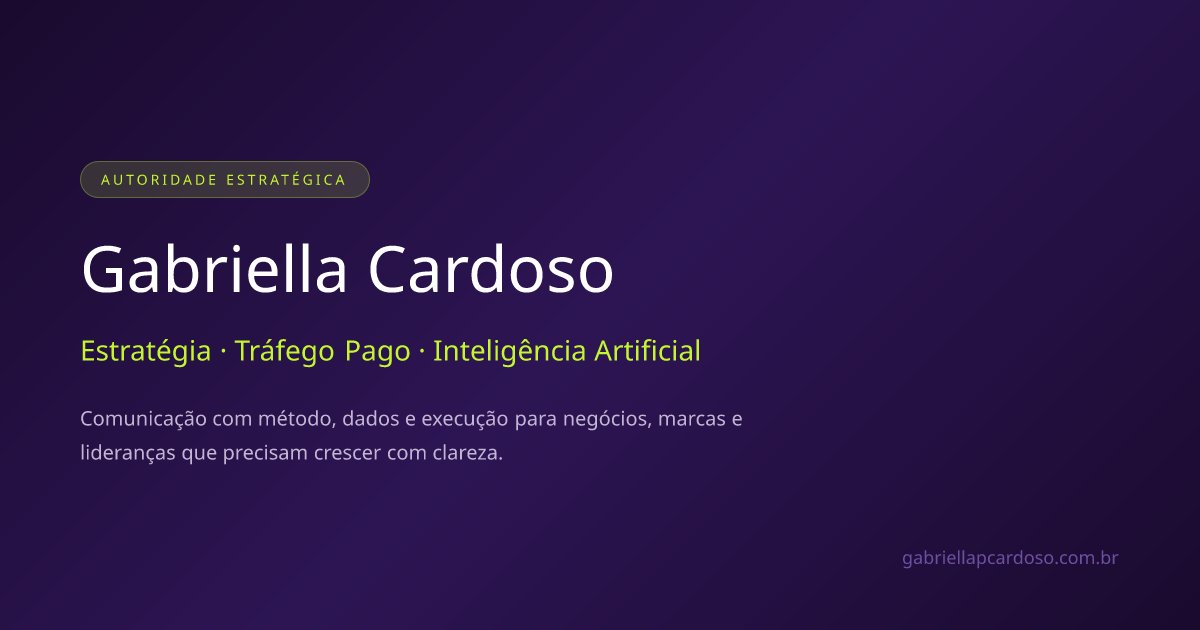 AUTORIDADE ESTRATÉGICA
Gabriella Cardoso
Estratégia · Tráfego Pago · Inteligência Artificial
Comunicação com método, dados e execução para negócios, marcas e
lideranças que precisam crescer com clareza.
gabriellapcardoso.com.br